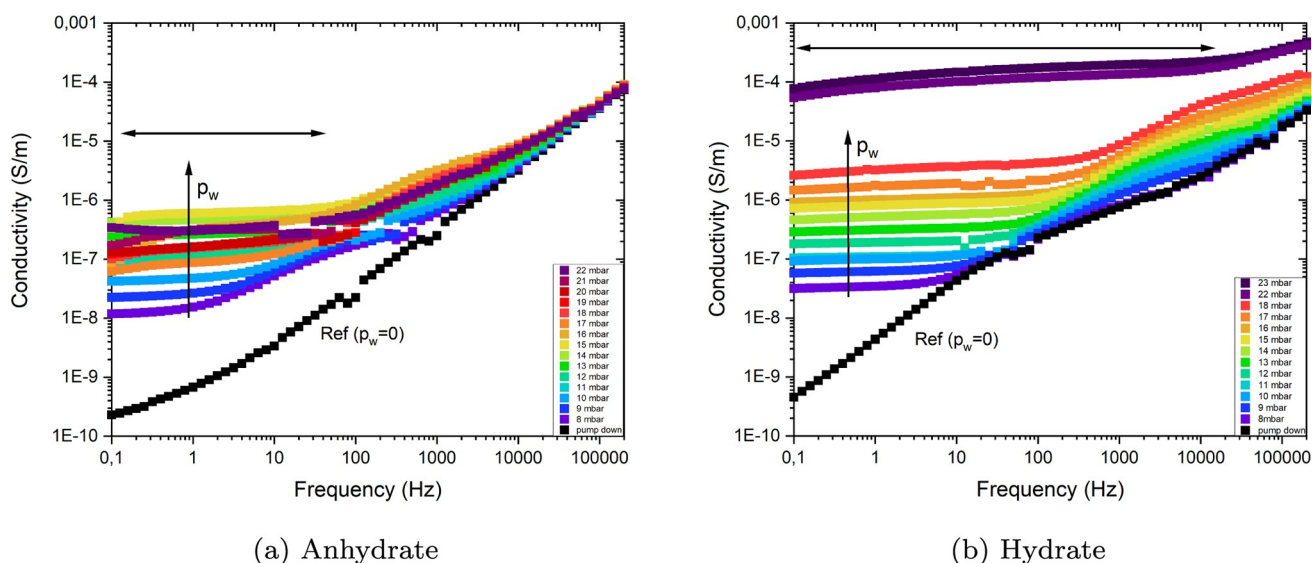 0,001
1E-4
1E-5
1E-6
1E-7
1E-8
1E-9
1E-10
Conductivity (S/m)
p_w
Ref (p_w=0)
22 mbar
21 mbar
20 mbar
19 mbar
18 mbar
17 mbar
16 mbar
15 mbar
14 mbar
13 mbar
12 mbar
11 mbar
10 mbar
9 mbar
8 mbar
pump down
0,1 1 10 100 1000 10000 100000
Frequency (Hz)
(a) Anhydrate
0,001
1E-4
1E-5
1E-6
1E-7
1E-8
1E-9
1E-10
Conductivity (S/m)
p_w
Ref (p_w=0)
23 mbar
22 mbar
18 mbar
17 mbar
16 mbar
15 mbar
14 mbar
13 mbar
12 mbar
11 mbar
10 mbar
9 mbar
8mbar
pump down
0,1 1 10 100 1000 10000 100000
Frequency (Hz)
(b) Hydrate